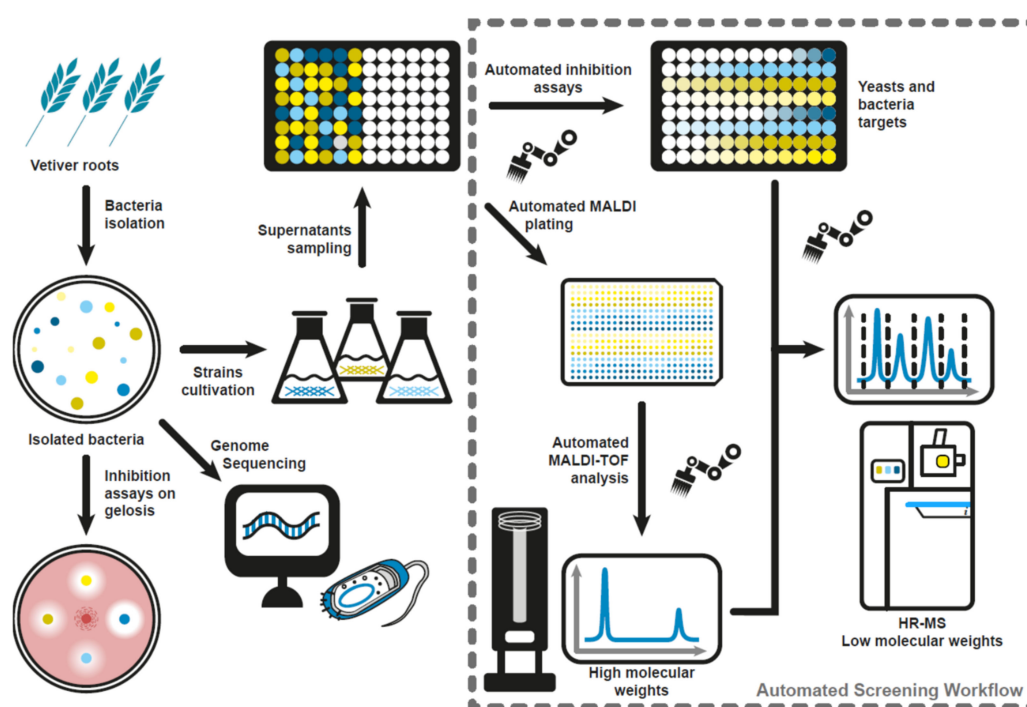 Vetiver roots
Bacteria
isolation
Supernatants
sampling
Strains
cultivation
Isolated bacteria
Genome
Sequencing
Inhibition
assays on
gelosis
Automated inhibition
assays
Yeasts and
bacteria
targets
Automated MALDI
plating
Automated
MALDI-TOF
analysis
High molecular
weights
HR-MS
Low molecular weights
Automated Screening Workflow